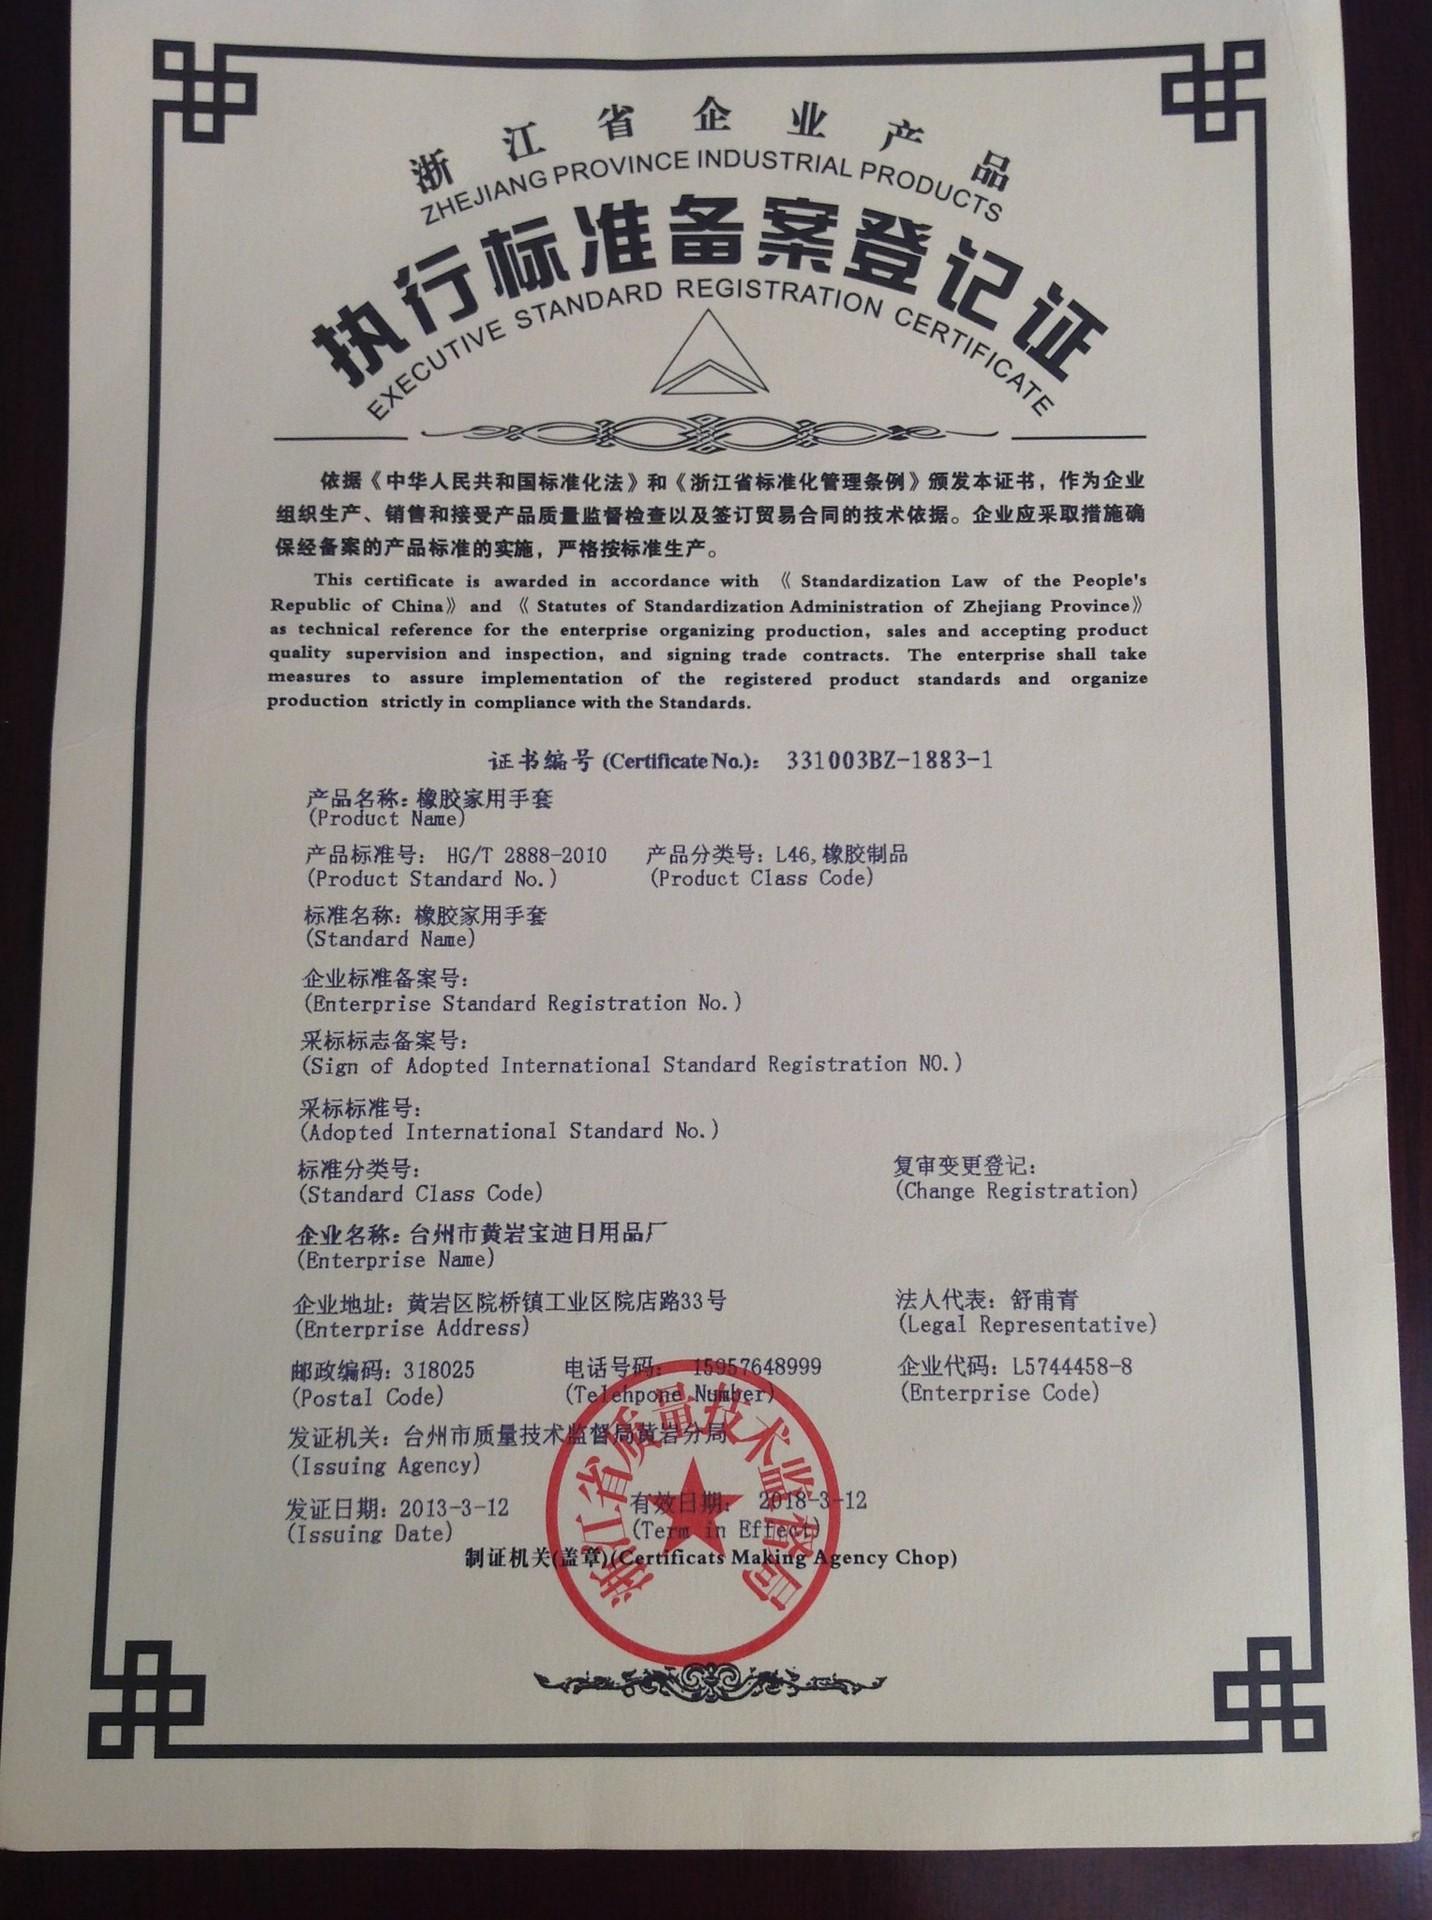 浙江省企业产品
ZHEJIANG PROVINCE INDUSTRIAL PRODUCTS
执行标准备案登记证
EXECUTIVE STANDARD REGISTRATION CERTIFICATE
依据《中华人民共和国标准化法》和《浙江省标准化管理条例》颁发本证书，作为企业
组织生产、销售和接受产品质量监督检查以及签订贸易合同的技术依据。企业应采取措施确
保经备案的产品标准的实施，严格按标准生产。
This certificate is awarded in accordance with 《 Standardization Law of the People's
Republic of China》 and 《 Statutes of Standardization Administration of Zhejiang Province》
as technical reference for the enterprise organizing production, sales and accepting product
quality supervision and inspection, and signing trade contracts. The enterprise shall take
measures to assure implementation of the registered product standards and organize
production strictly in compliance with the Standards.
证书编号 (Certificate No.)： 331003BZ-1883-1
产品名称：橡胶家用手套
(Product Name)
产品标准号： HG/T 2888-2010 产品分类号：L46,橡胶制品
(Product Standard No.) (Product Class Code)
标准名称：橡胶家用手套
(Standard Name)
企业标准备案号：
(Enterprise Standard Registration No.)
采标标志备案号：
(Sign of Adopted International Standard Registration NO.)
采标标准号：
(Adopted International Standard No.)
标准分类号： 复审变更登记：
(Standard Class Code) (Change Registration)
企业名称：台州市黄岩宝迪日用品厂
(Enterprise Name)
企业地址：黄岩区院桥镇工业区院店路33号 法人代表：舒甫青
(Enterprise Address) (Legal Representative)
邮政编码：318025 电话号码： 15957648999 企业代码：L5744458-8
(Postal Code) (Telehpone Number) (Enterprise Code)
发证机关：台州市质量技术监督局黄岩分局
(Issuing Agency)
发证日期：2013-3-12 有效日期： 2018-3-12
(Issuing Date) (Term in Effect)
制证机关(盖章)(Certificats Making Agency Chop)
浙江省质量技术监督局